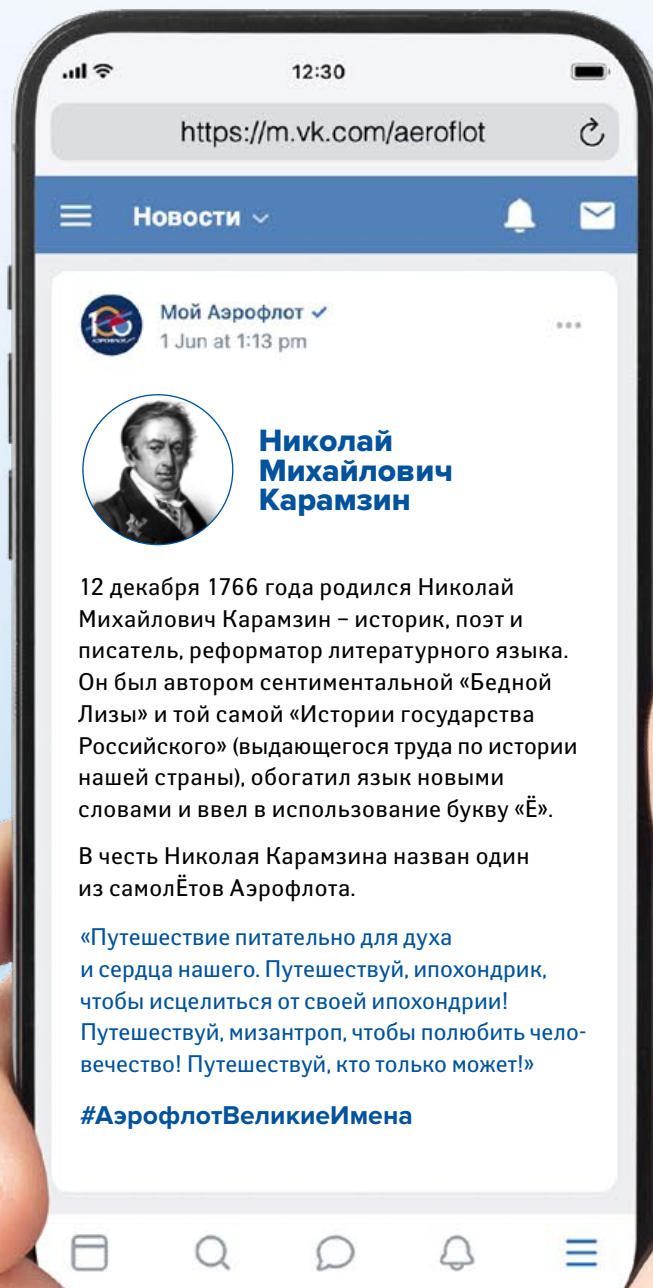 12:30
https://m.vk.com/aeroflot
Новости
Мой Аэрофлот
1 Jun at 1:13 pm
100
АЭРОФЛОТ
Николай
Михайлович
Карамзин
12 декабря 1766 года родился Николай
Михайлович Карамзин – историк, поэт и
писатель, реформатор литературного языка.
Он был автором сентиментальной «Бедной
Лизы» и той самой «Истории государства
Российского» (выдающегося труда по истории
нашей страны), обогатил язык новыми
словами и ввел в использование букву «Ё».
В честь Николая Карамзина назван один
из самолЁтов Аэрофлота.
«Путешествие питательно для духа
и сердца нашего. Путешествуй, ипохондрик,
чтобы исцелиться от своей ипохондрии!
Путешествуй, мизантроп, чтобы полюбить чело-
вечество! Путешествуй, кто только может!»
#АэрофлотВеликиеИмена